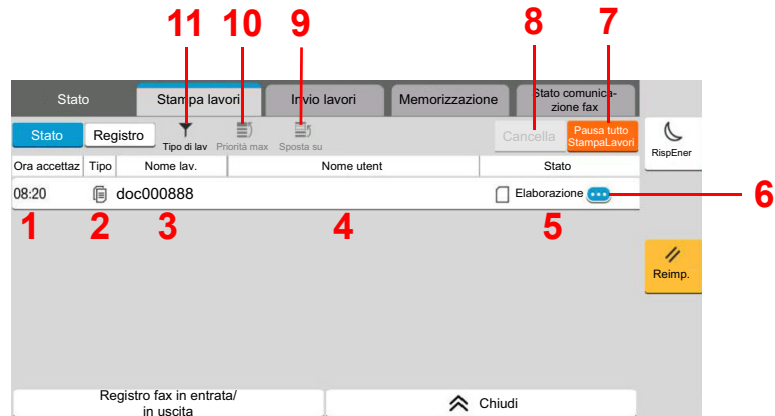 11 10 9 8 7
Stato Stampa lavori Invio lavori Memorizzazione Stato comunica-
zione fax
Stato Registro Tipo di lav Priorità max Sposta su Cancella Pausa tutto
StampaLavori
RispEner
Ora accettaz Tipo Nome lav. Nome utent Stato
08:20 doc000888 Elaborazione 6
1 2 3 4 5
Reimp.
Registro fax in entrata/
in uscita
Chiudi